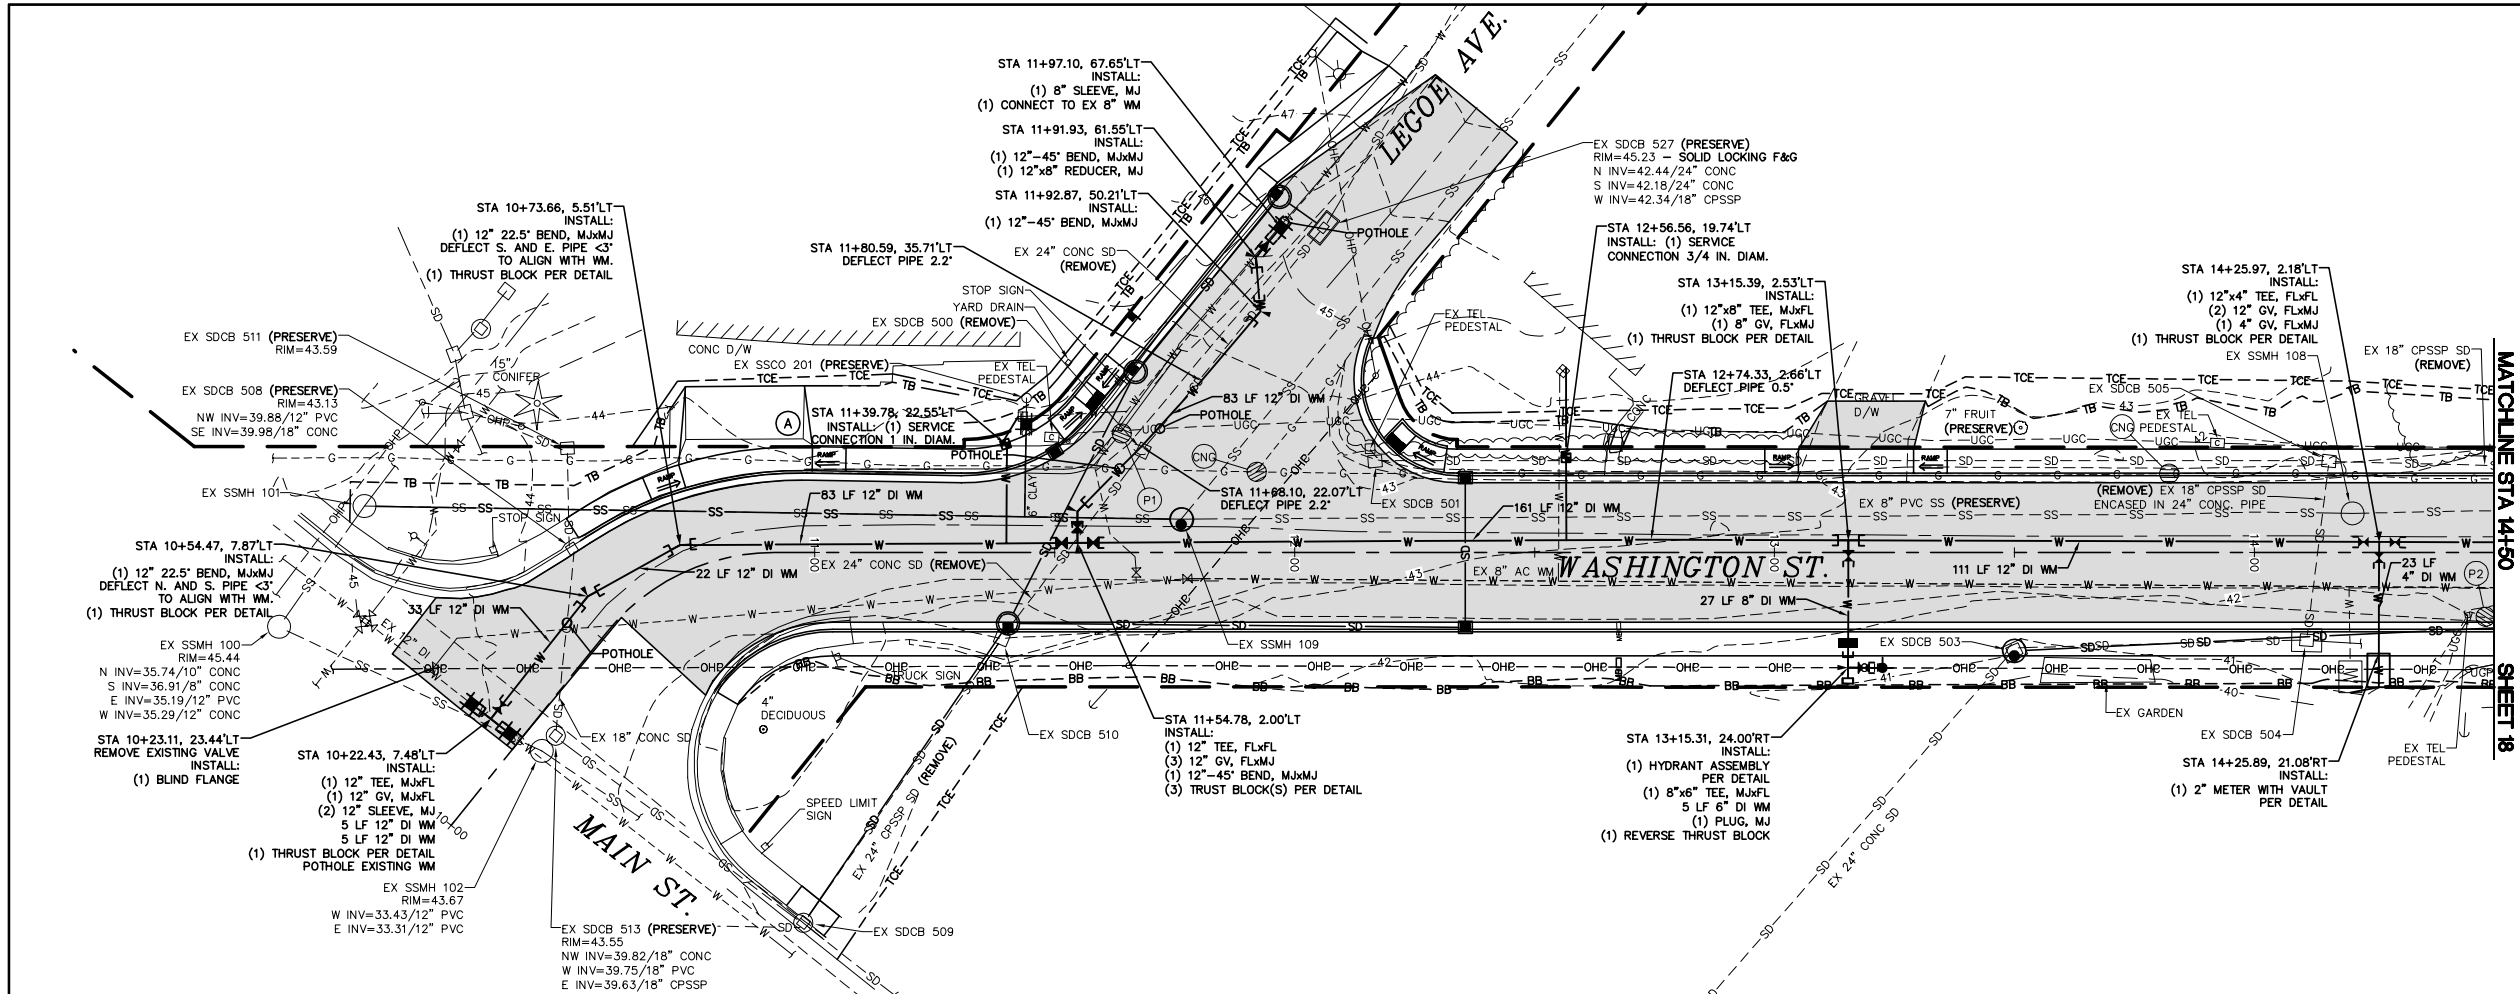 LEGOE AVE.
STA 11+97.10, 67.65'LT
INSTALL:
(1) 8" SLEEVE, MJ
(1) CONNECT TO EX 8" WM
STA 11+91.93, 61.55'LT
INSTALL:
(1) 12"-45° BEND, MJxMJ
(1) 12"x8" REDUCER, MJ
STA 11+92.87, 50.21'LT
INSTALL:
(1) 12"-45° BEND, MJxMJ
STA 11+80.59, 35.71'LT
DEFLECT PIPE 2.2°
EX 24" CONC SD
(REMOVE)
STOP SIGN
YARD DRAIN
EX SDCB 500 (REMOVE)
CONC D/W
EX SSCO 201 (PRESERVE)
EX TEL
PEDESTAL
STA 11+39.78, 22.55'LT
INSTALL: (1) SERVICE
CONNECTION 1 IN. DIAM.
POTHOLE
A
STA 10+73.66, 5.51'LT
INSTALL:
(1) 12" 22.5° BEND, MJxMJ
DEFLECT S. AND E. PIPE <3°
TO ALIGN WITH WM.
(1) THRUST BLOCK PER DETAIL
EX SDCB 511 (PRESERVE)
RIM=43.59
15"
CONIFER
EX SDCB 508 (PRESERVE)
RIM=43.13
NW INV=39.88/12" PVC
SE INV=39.98/18" CONC
EX SSMH 101
STOP SIGN
STA 10+54.47, 7.87'LT
INSTALL:
(1) 12" 22.5° BEND, MJxMJ
DEFLECT N. AND S. PIPE <3°
TO ALIGN WITH WM.
(1) THRUST BLOCK PER DETAIL
EX SSMH 100
RIM=45.44
N INV=35.74/10" CONC
S INV=36.91/8" CONC
E INV=35.19/12" PVC
W INV=35.29/12" CONC
STA 10+23.11, 23.44'LT
REMOVE EXISTING VALVE
INSTALL:
(1) BLIND FLANGE
STA 10+22.43, 7.48'LT
INSTALL:
(1) 12" TEE, MJxFL
(1) 12" GV, MJxFL
(2) 12" SLEEVE, MJ
5 LF 12" DI WM
5 LF 12" DI WM
(1) THRUST BLOCK PER DETAIL
POTHOLE EXISTING WM
10+00
EX SSMH 102
RIM=43.67
W INV=33.43/12" PVC
E INV=33.31/12" PVC
EX SDCB 513 (PRESERVE)
RIM=43.55
NW INV=39.82/18" CONC
W INV=39.75/18" PVC
E INV=39.63/18" CPSSP
EX 12" DI
33 LF 12" DI WM
POTHOLE
22 LF 12" DI WM
83 LF 12" DI WM
11+00
EX 24" CONC SD (REMOVE)
6" CLAY
EX 18" CONC SD
MAIN ST.
4"
DECIDUOUS
TRUCK SIGN
SPEED LIMIT
SIGN
EX 24" CPSSP SD (REMOVE)
EX SDCB 509
EX SDCB 510
EX SSMH 109
STA 11+54.78, 2.00'LT
INSTALL:
(1) 12" TEE, FLxFL
(3) 12" GV, FLxMJ
(1) 12"-45° BEND, MJxMJ
(3) TRUST BLOCK(S) PER DETAIL
83 LF 12" DI WM
POTHOLE
CNG
P1
STA 11+68.10, 22.07'LT
DEFLECT PIPE 2.2°
12+00
EX SDCB 501
EX SDCB 527 (PRESERVE)
RIM=45.23 – SOLID LOCKING F&G
N INV=42.44/24" CONC
S INV=42.18/24" CONC
W INV=42.34/18" CPSSP
POTHOLE
EX TEL
PEDESTAL
STA 12+56.56, 19.74'LT
INSTALL: (1) SERVICE
CONNECTION 3/4 IN. DIAM.
STA 13+15.39, 2.53'LT
INSTALL:
(1) 12"x8" TEE, MJxFL
(1) 8" GV, FLxMJ
(1) THRUST BLOCK PER DETAIL
STA 12+74.33, 2.66'LT
DEFLECT PIPE 0.5°
CONC
GRAVEL
D/W
7" FRUIT
(PRESERVE)
CNG
PEDESTAL
EX TEL
161 LF 12" DI WM
EX 8" AC WM
WASHINGTON ST.
13+00
EX 8" PVC SS (PRESERVE)
(REMOVE) EX 18" CPSSP SD
ENCASED IN 24" CONC. PIPE
111 LF 12" DI WM
14+00
27 LF 8" DI WM
STA 14+25.97, 2.18'LT
INSTALL:
(1) 12"x4" TEE, FLxFL
(2) 12" GV, FLxMJ
(1) 4" GV, FLxMJ
(1) THRUST BLOCK PER DETAIL
EX SSMH 108
EX SDCB 505
EX 18" CPSSP SD
(REMOVE)
23 LF
4" DI WM
P2
EX SDCB 503
EX GARDEN
EX SDCB 504
EX TEL
PEDESTAL
STA 13+15.31, 24.00'RT
INSTALL:
(1) HYDRANT ASSEMBLY
PER DETAIL
(1) 8"x6" TEE, MJxFL
5 LF 6" DI WM
(1) PLUG, MJ
(1) REVERSE THRUST BLOCK
EX 24" CONC SD
STA 14+25.89, 21.08'RT
INSTALL:
(1) 2" METER WITH VAULT
PER DETAIL
MATCHLINE STA 14+50 SHEET 18